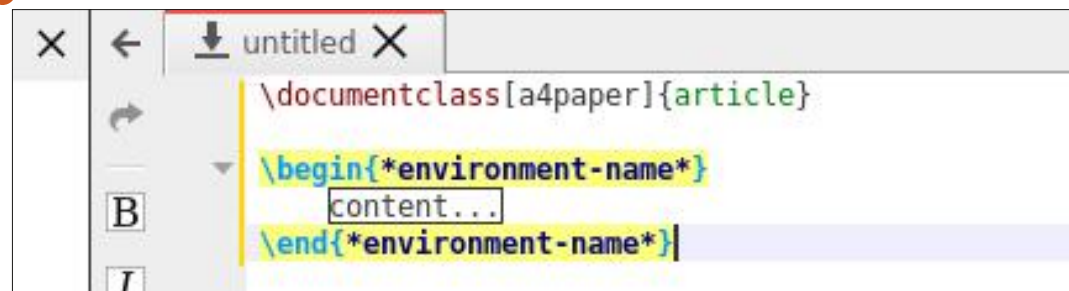 untitled
\documentclass[a4paper]{article}
\begin{*environment-name*}
B
content...
\end{*environment-name*}
I